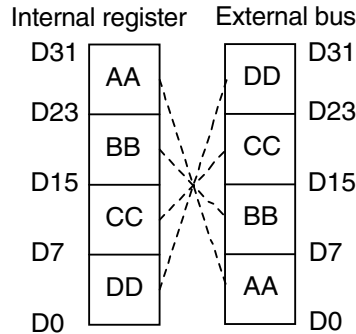 Internal register External bus
D31 D31
AA DD
D23 D23
BB CC
D15 D15
CC BB
D7 D7
DD AA
D0 D0